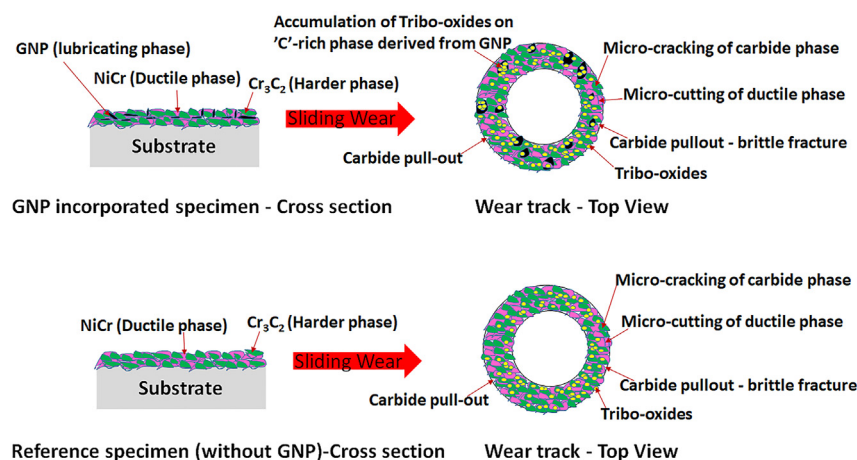 Accumulation of Tribo-oxides on
'C'-rich phase derived from GNP
GNP (lubricating phase)
NiCr (Ductile phase)
Cr₃C₂ (Harder phase)
Substrate
Sliding Wear
Micro-cracking of carbide phase
Micro-cutting of ductile phase
Carbide pullout - brittle fracture
Tribo-oxides
Carbide pull-out
GNP incorporated specimen - Cross section
Wear track - Top View
NiCr (Ductile phase)
Cr₃C₂ (Harder phase)
Substrate
Sliding Wear
Micro-cracking of carbide phase
Micro-cutting of ductile phase
Carbide pullout - brittle fracture
Tribo-oxides
Carbide pull-out
Reference specimen (without GNP)-Cross section
Wear track - Top View